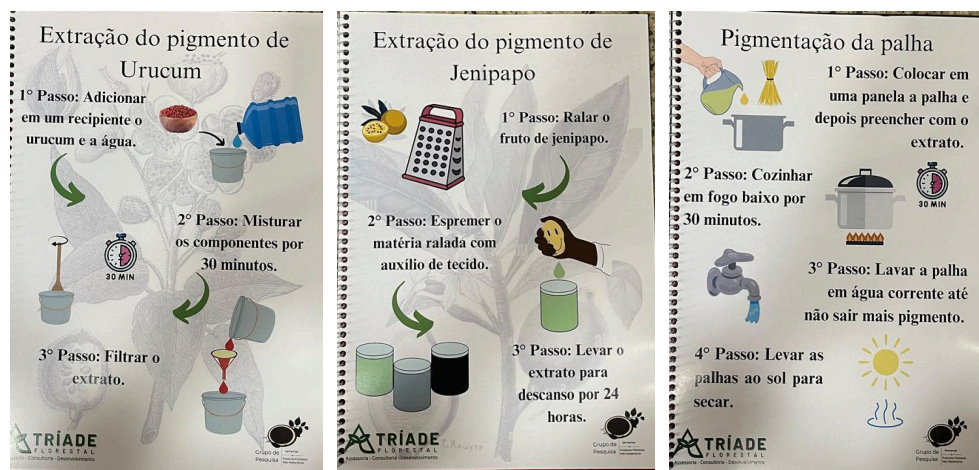 Extração do pigmento de
Urucum
1° Passo: Adicionar
em um recipiente o
urucum e a água.
2° Passo: Misturar
os componentes por
30 minutos.
30 MIN
3° Passo: Filtrar o
extrato.
TRÍADE
FLORESTAL
Assessoria · Consultoria · Desenvolvimento
Grupo de
Pesquisa
Extração do pigmento de
Jenipapo
1° Passo: Ralar o
fruto de jenipapo.
2° Passo: Espremer o
matéria ralada com
auxílio de tecido.
3° Passo: Levar o
extrato para
descanso por 24
horas.
TRÍADE
FLORESTAL
Assessoria · Consultoria · Desenvolvimento
Grupo de
Pesquisa
Pigmentação da palha
1° Passo: Colocar em
uma panela a palha e
depois preencher com o
extrato.
2° Passo: Cozinhar
em fogo baixo por
30 minutos.
30 MIN
3° Passo: Lavar a palha
em água corrente até
não sair mais pigmento.
4° Passo: Levar as
palhas ao sol para
secar.
TRÍADE
FLORESTAL
Assessoria · Consultoria · Desenvolvimento
Grupo de
Pesquisa